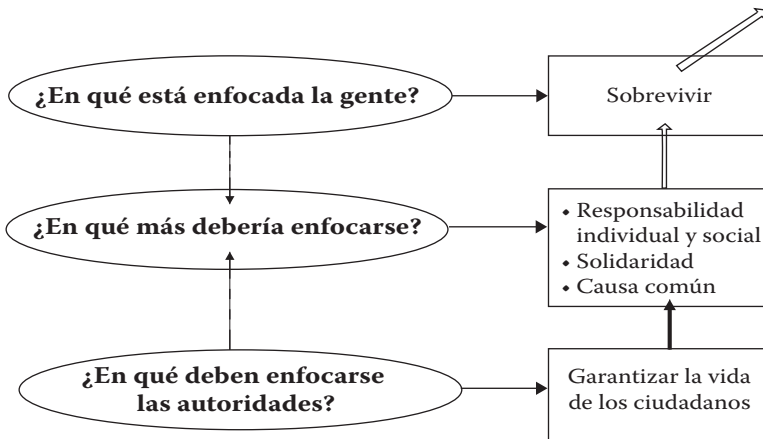 ¿En qué está enfocada la gente?
Sobrevivir
¿En qué más debería enfocarse?
• Responsabilidad
individual y social
• Solidaridad
• Causa común
¿En qué deben enfocarse
las autoridades?
Garantizar la vida
de los ciudadanos